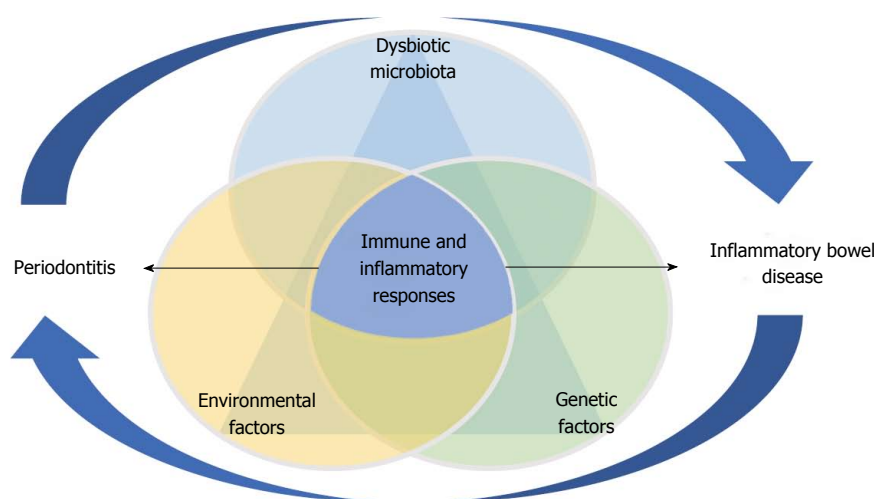 Dysbiotic
microbiota
Periodontitis
Immune and
inflammatory
responses
Inflammatory bowel
disease
Environmental
factors
Genetic
factors